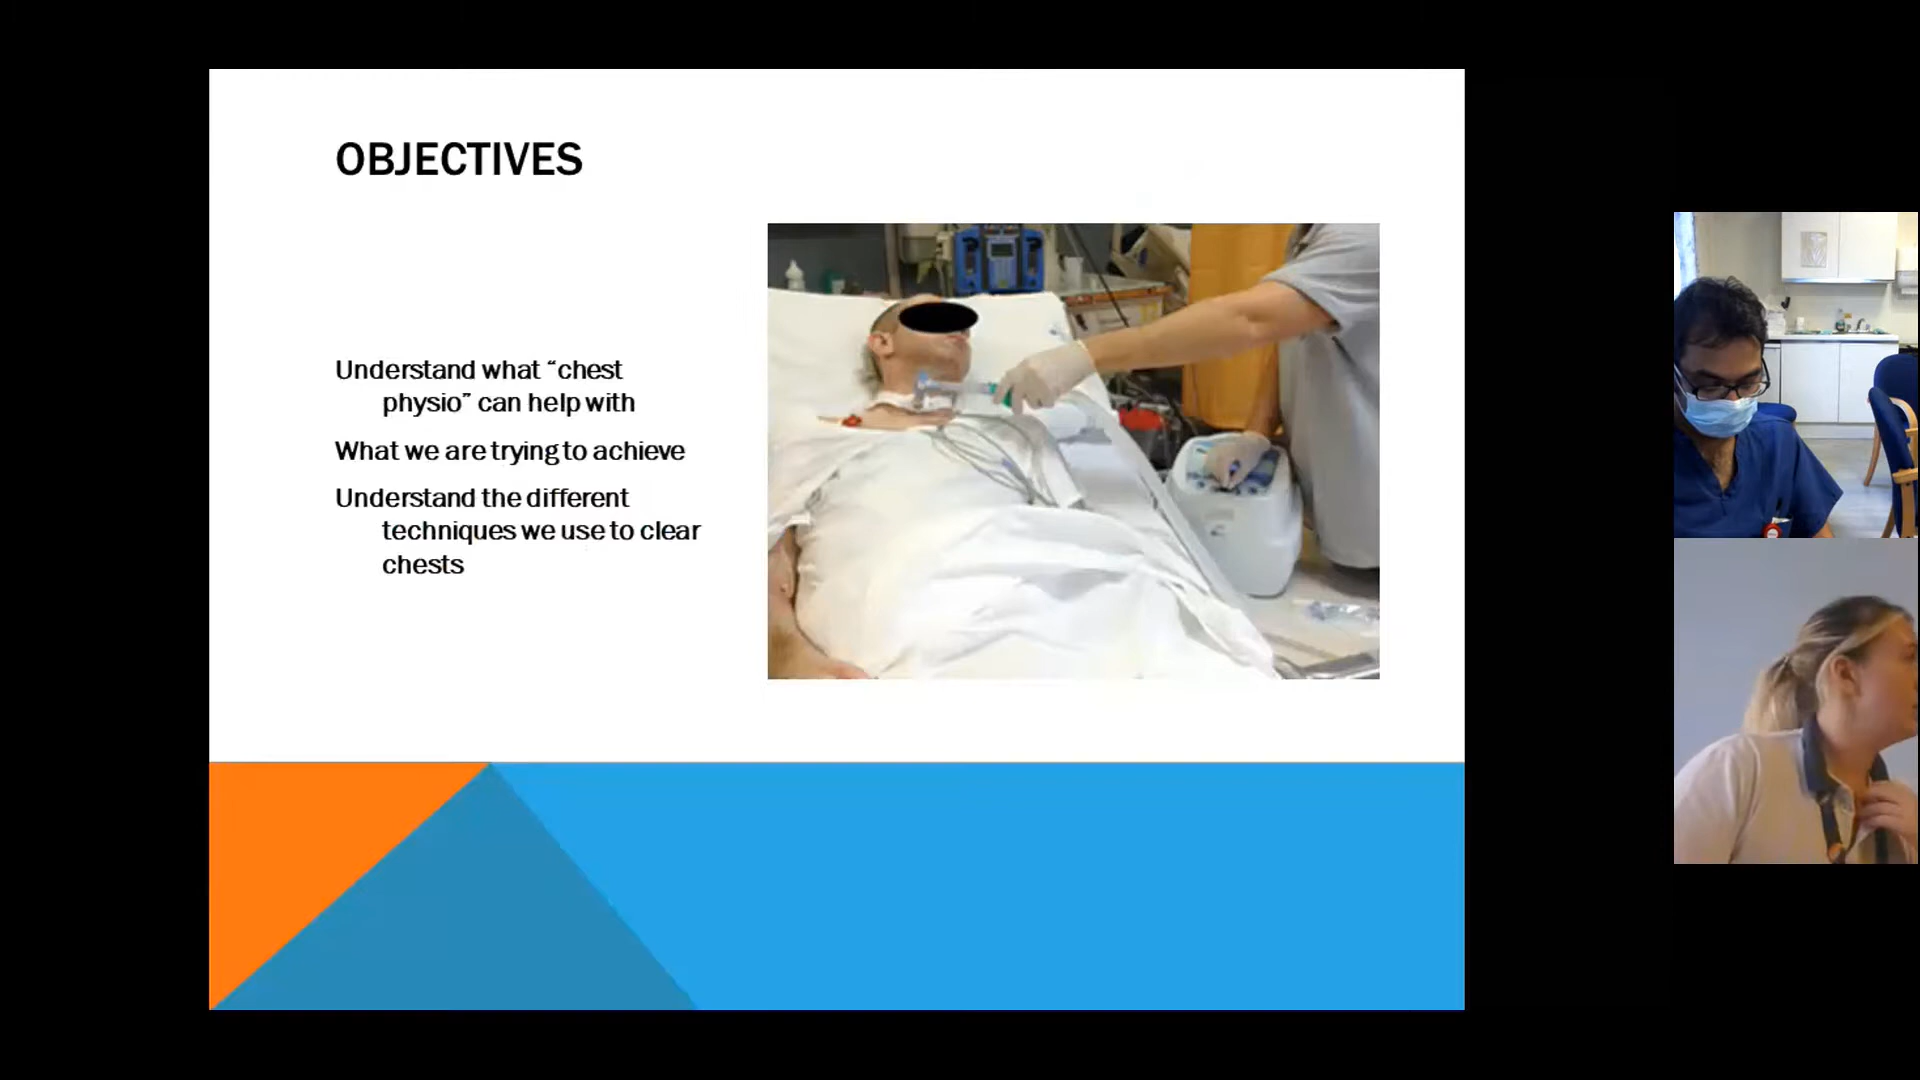 OBJECTIVES
Understand what “chest
physio” can help with
What we are trying to achieve
Understand the different
techniques we use to clear
chests